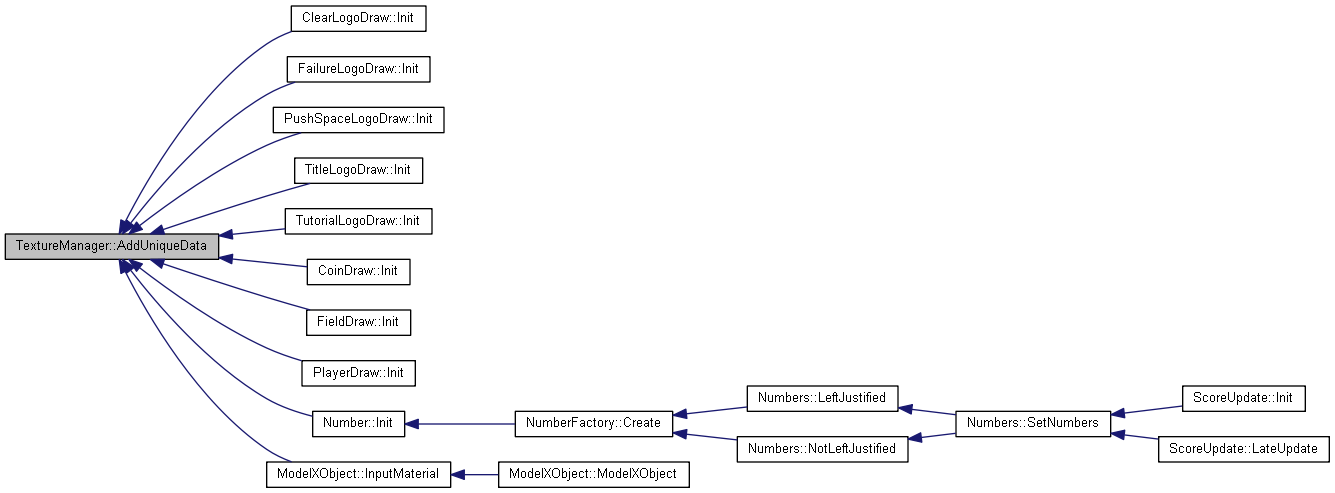 ClearLogoDraw::Init
FailureLogoDraw::Init
PushSpaceLogoDraw::Init
TitleLogoDraw::Init
TutorialLogoDraw::Init
TextureManager::AddUniqueData
CoinDraw::Init
FieldDraw::Init
PlayerDraw::Init
Number::Init
NumberFactory::Create
Numbers::LeftJustified
Numbers::NotLeftJustified
Numbers::SetNumbers
ScoreUpdate::Init
ScoreUpdate::LateUpdate
ModelXObject::InputMaterial
ModelXObject::ModelXObject